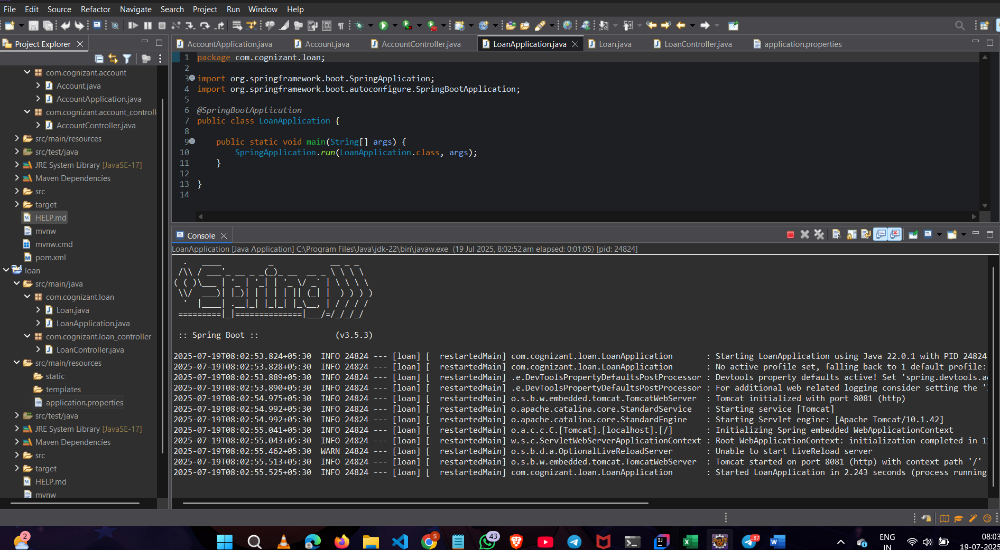 File Edit Source Refactor Navigate Search Project Run Window Help
Project Explorer
AccountApplication.java Account.java AccountController.java LoanApplication.java Loan.java LoanController.java application.properties
com.cognizant.account
Account.java
AccountApplication.java
com.cognizant.account_controll
AccountController.java
src/main/resources
src/test/java
JRE System Library [JavaSE-17]
Maven Dependencies
src
target
HELP.md
mvnw
mvnw.cmd
pom.xml
loan
src/main/java
com.cognizant.loan
Loan.java
LoanApplication.java
com.cognizant.loan_controller
LoanController.java
src/main/resources
static
templates
application.properties
src/test/java
JRE System Library [JavaSE-17]
Maven Dependencies
src
target
HELP.md
mvnw
1 package com.cognizant.loan;
2
3 import org.springframework.boot.SpringApplication;
4 import org.springframework.boot.autoconfigure.SpringBootApplication;
5
6 @SpringBootApplication
7 public class LoanApplication {
8
9 public static void main(String[] args) {
10 SpringApplication.run(LoanApplication.class, args);
11 }
12
13 }
14
Console
LoanApplication [Java Application] C:\Program Files\Java\jdk-22\bin\javaw.exe (19 Jul 2025, 8:02:52 am elapsed: 0:01:05) [pid: 24824]
  .   ____          _            __ _ _
 /\\ / ___'_ __ _ _(_)_ __  __ _ \ \ \ \
( ( )\___ | '_ | '_| | '_ \/ _` | \ \ \ \
 \\/  ___)| |_)| | | | | || (_| |  ) ) ) )
  '  |____| .__|_| |_|_| |_\__, | / / / /
 =========|_|==============|___/=/_/_/_/
:: Spring Boot :: (v3.5.3)
2025-07-19T08:02:53.824+05:30 INFO 24824 --- [loan] [ restartedMain] com.cognizant.loan.LoanApplication : Starting LoanApplication using Java 22.0.1 with PID 24824
2025-07-19T08:02:53.828+05:30 INFO 24824 --- [loan] [ restartedMain] com.cognizant.loan.LoanApplication : No active profile set, falling back to 1 default profile:
2025-07-19T08:02:53.889+05:30 INFO 24824 --- [loan] [ restartedMain] .e.DevToolsPropertyDefaultsPostProcessor : Devtools property defaults active! Set 'spring.devtools.a
2025-07-19T08:02:53.890+05:30 INFO 24824 --- [loan] [ restartedMain] .e.DevToolsPropertyDefaultsPostProcessor : For additional web related logging consider setting the '
2025-07-19T08:02:54.975+05:30 INFO 24824 --- [loan] [ restartedMain] o.s.b.w.embedded.tomcat.TomcatWebServer : Tomcat initialized with port 8081 (http)
2025-07-19T08:02:54.992+05:30 INFO 24824 --- [loan] [ restartedMain] o.apache.catalina.core.StandardService : Starting service [Tomcat]
2025-07-19T08:02:54.992+05:30 INFO 24824 --- [loan] [ restartedMain] o.apache.catalina.core.StandardEngine : Starting Servlet engine: [Apache Tomcat/10.1.42]
2025-07-19T08:02:55.041+05:30 INFO 24824 --- [loan] [ restartedMain] o.a.c.c.C.[Tomcat].[localhost].[/] : Initializing Spring embedded WebApplicationContext
2025-07-19T08:02:55.043+05:30 INFO 24824 --- [loan] [ restartedMain] w.s.c.ServletWebServerApplicationContext : Root WebApplicationContext: initialization completed in 1
2025-07-19T08:02:55.462+05:30 WARN 24824 --- [loan] [ restartedMain] o.s.b.d.a.OptionalLiveReloadServer : Unable to start LiveReload server
2025-07-19T08:02:55.513+05:30 INFO 24824 --- [loan] [ restartedMain] o.s.b.w.embedded.tomcat.TomcatWebServer : Tomcat started on port 8081 (http) with context path '/'
2025-07-19T08:02:55.525+05:30 INFO 24824 --- [loan] [ restartedMain] com.cognizant.loan.LoanApplication : Started LoanApplication in 2.243 seconds (process running
2
43
87
ENG
IN
08:03
19-07-2025